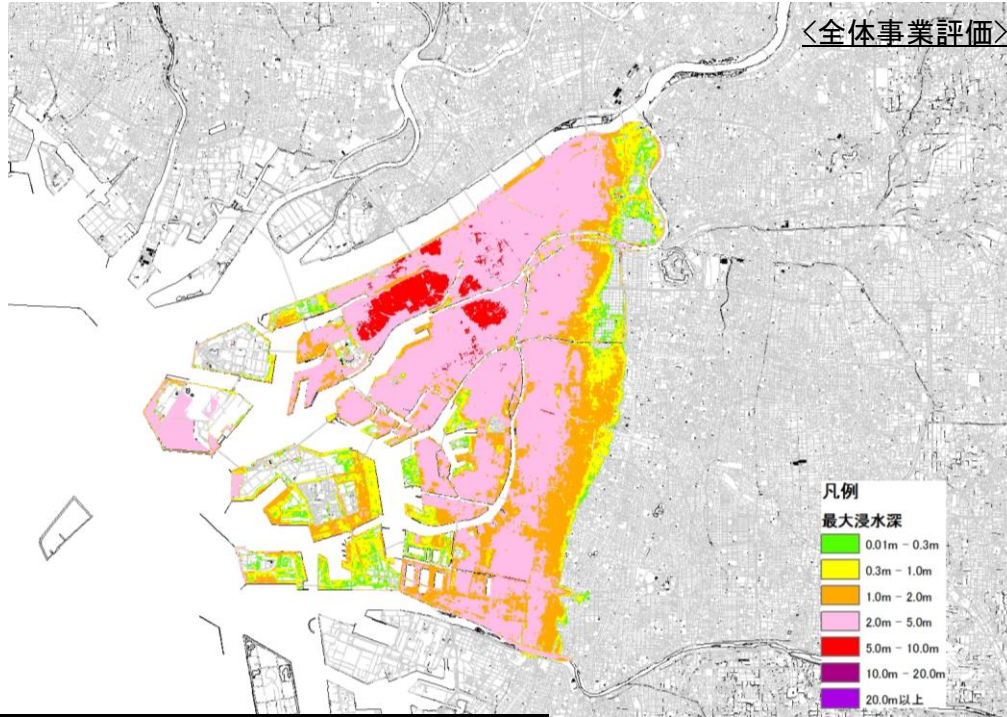 <全体事業評価>
凡例
最大浸水深
0.01m - 0.3m
0.3m - 1.0m
1.0m - 2.0m
2.0m - 5.0m
5.0m - 10.0m
10.0m - 20.0m
20.0m以上